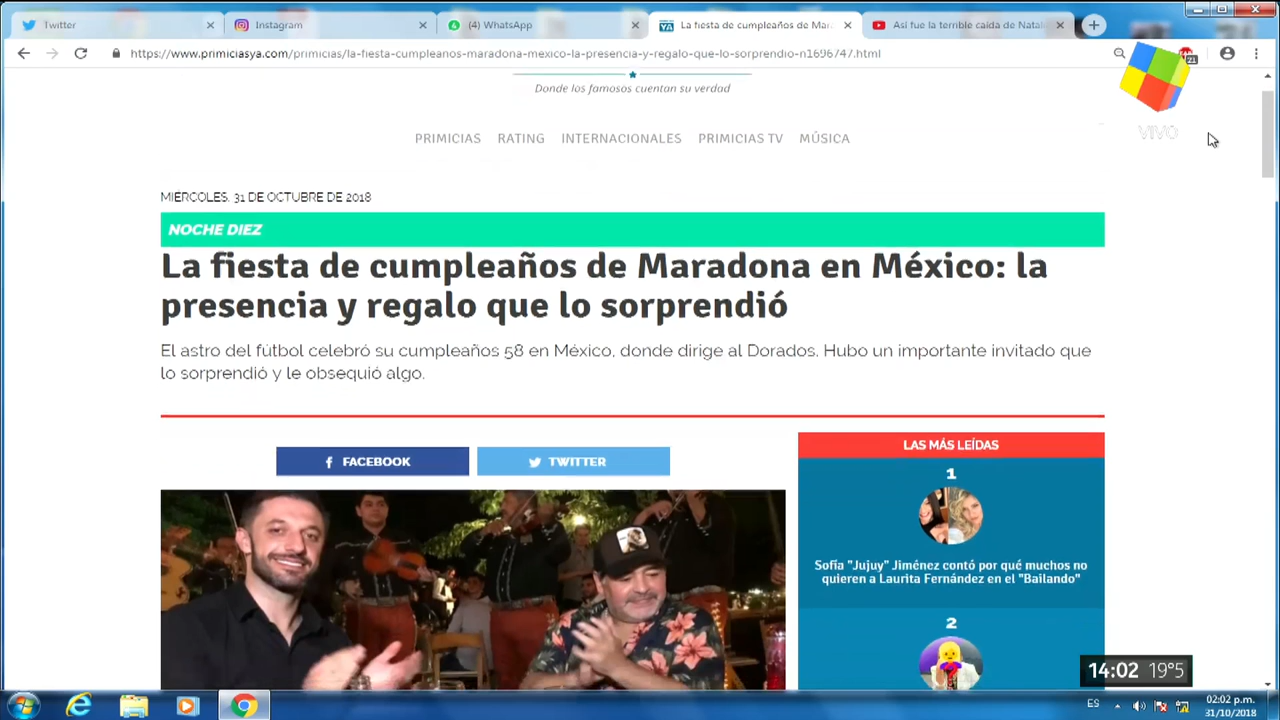 Twitter
Instagram
(4) WhatsApp
La fiesta de cumpleaños de Mar
Así fue la terrible caída de Natal
https://www.primiciasya.com/primicias/la-fiesta-cumpleanos-maradona-mexico-la-presencia-y-regalo-que-lo-sorprendio-n1696747.html
21
Donde los famosos cuentan su verdad
VIVO
PRIMICIAS RATING INTERNACIONALES PRIMICIAS TV MÚSICA
MIÉRCOLES, 31 DE OCTUBRE DE 2018
NOCHE DIEZ
La fiesta de cumpleaños de Maradona en México: la
presencia y regalo que lo sorprendió
El astro del fútbol celebró su cumpleaños 58 en México, donde dirige al Dorados. Hubo un importante invitado que
lo sorprendió y le obsequió algo.
FACEBOOK
TWITTER
LAS MÁS LEÍDAS
1
Sofía "Jujuy" Jiménez contó por qué muchos no
quieren a Laurita Fernández en el "Bailando"
2
14:02 19°5
ES
02:02 p.m.
31/10/2018